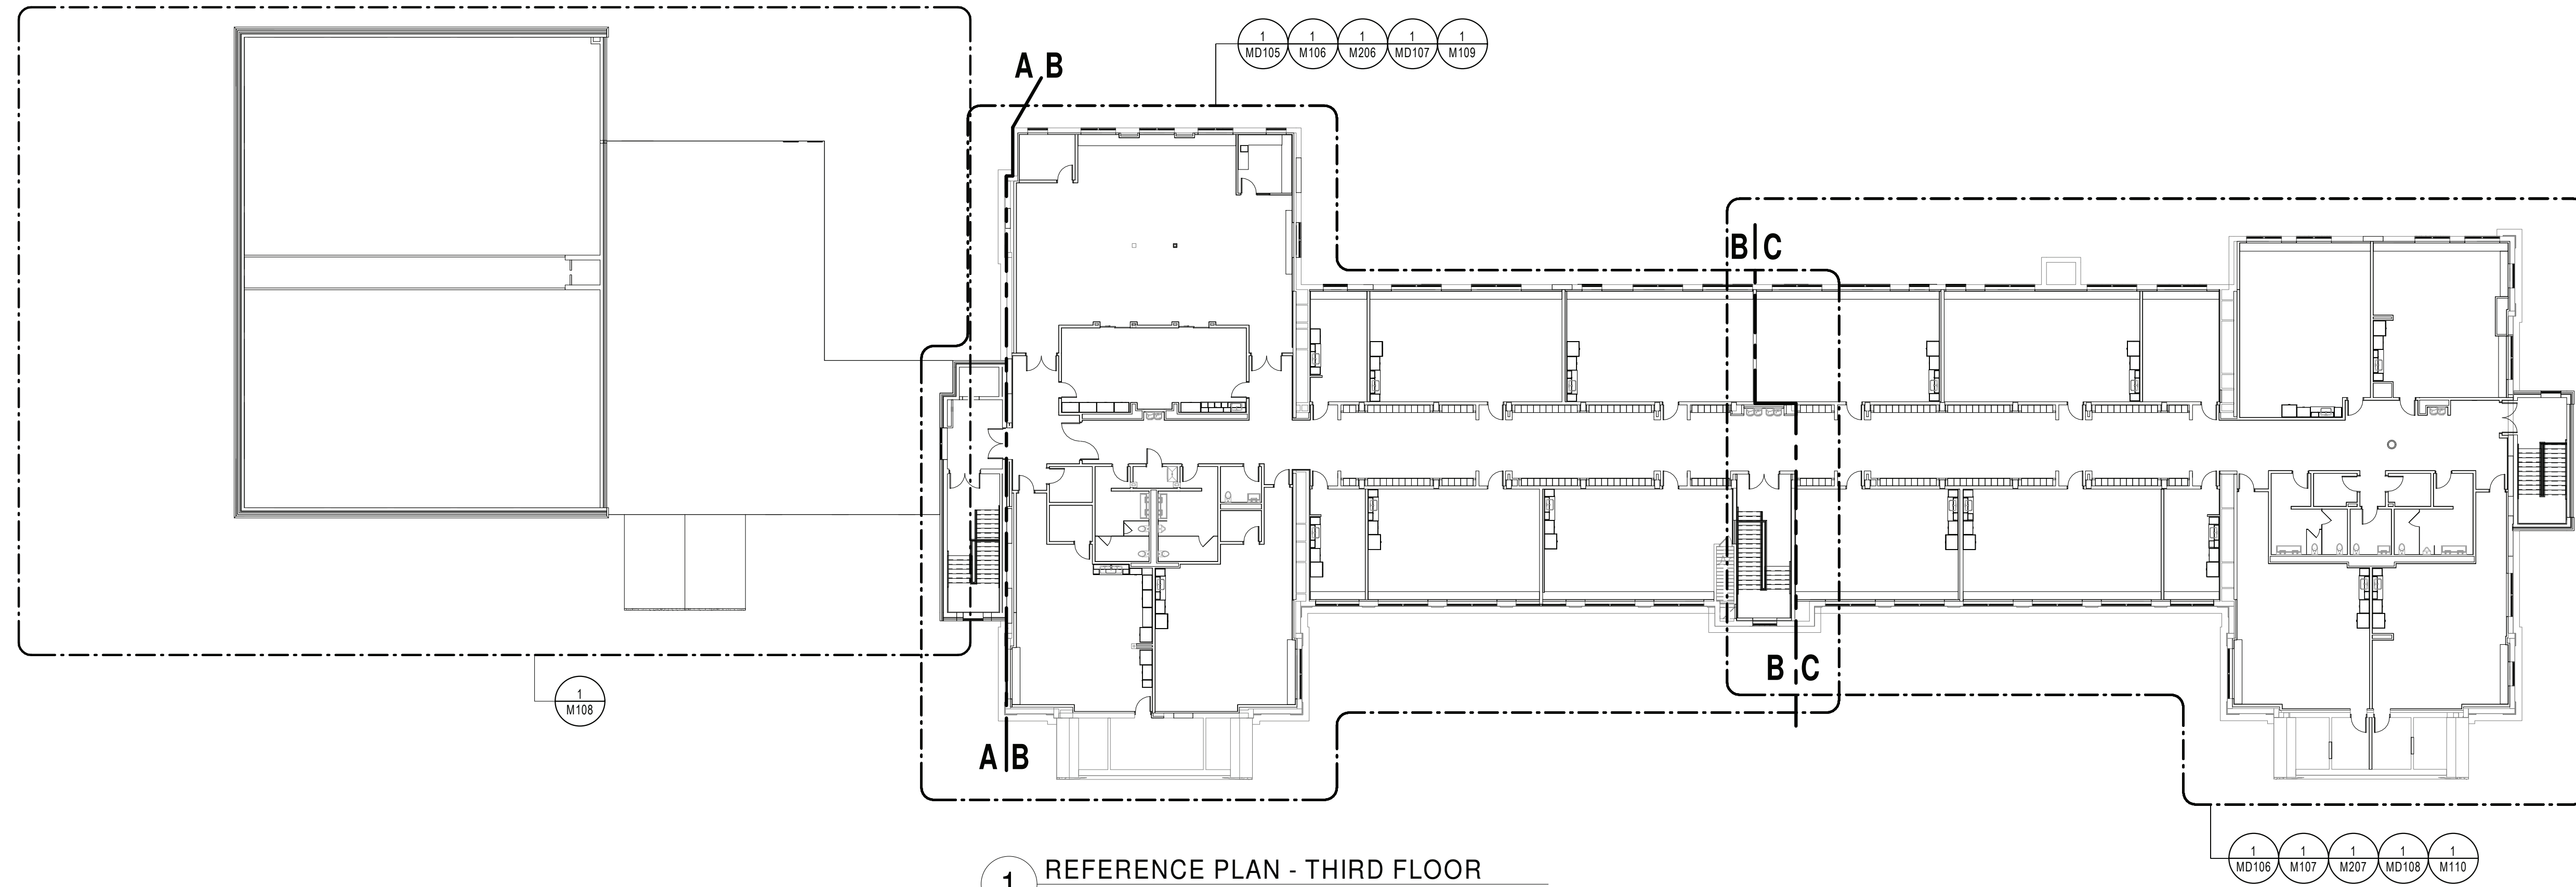 1 1 1 1 1
MD105 M106 M206 MD107 M109
A B
B C
B C
1
M108
A B
1 1 1 1 1
MD106 M107 M207 MD108 M110
1 REFERENCE PLAN - THIRD FLOOR